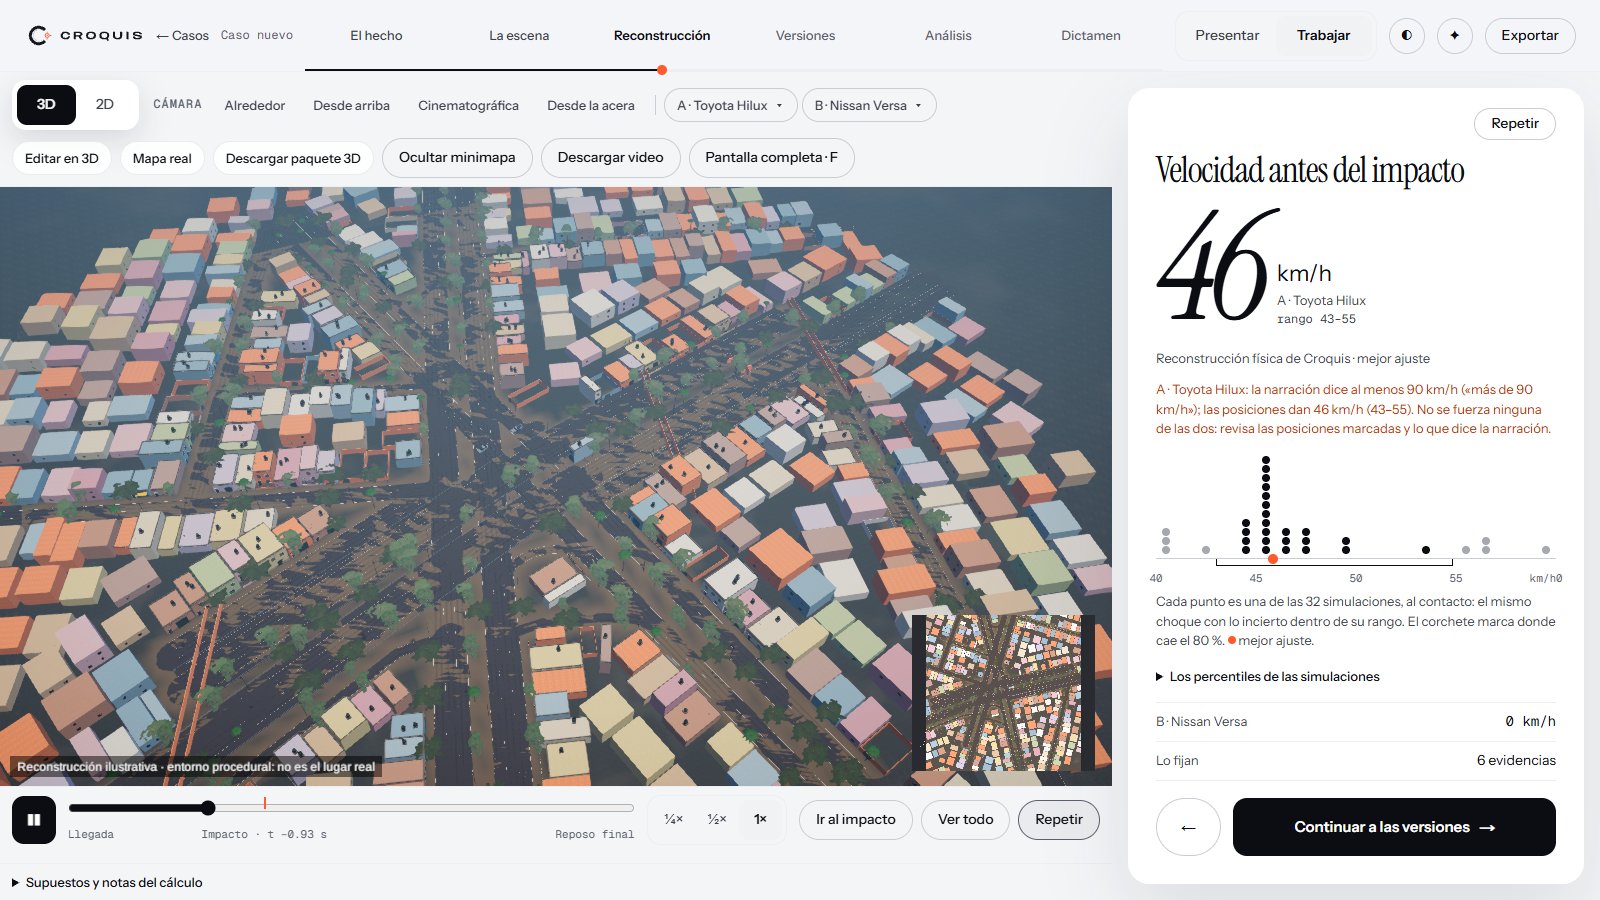 CROQUIS
← Casos
Caso nuevo
El hecho
La escena
Reconstrucción
Versiones
Análisis
Dictamen
Presentar
Trabajar
Exportar
3D
2D
CÁMARA
Alrededor
Desde arriba
Cinematográfica
Desde la acera
A · Toyota Hilux
B · Nissan Versa
Editar en 3D
Mapa real
Descargar paquete 3D
Ocultar minimapa
Descargar video
Pantalla completa · F
Reconstrucción ilustrativa · entorno procedural: no es el lugar real
Llegada
Impacto · t −0.93 s
Reposo final
¼×
½×
1×
Ir al impacto
Ver todo
Repetir
Supuestos y notas del cálculo
Repetir
Velocidad antes del impacto
46
km/h
A · Toyota Hilux
rango 43–55
Reconstrucción física de Croquis · mejor ajuste
A · Toyota Hilux: la narración dice al menos 90 km/h («más de 90
km/h»); las posiciones dan 46 km/h (43–55). No se fuerza ninguna
de las dos: revisa las posiciones marcadas y lo que dice la narración.
40
45
50
55
km/h0
Cada punto es una de las 32 simulaciones, al contacto: el mismo
choque con lo incierto dentro de su rango. El corchete marca donde
cae el 80 %. mejor ajuste.
Los percentiles de las simulaciones
B · Nissan Versa
0 km/h
Lo fijan
6 evidencias
←
Continuar a las versiones →